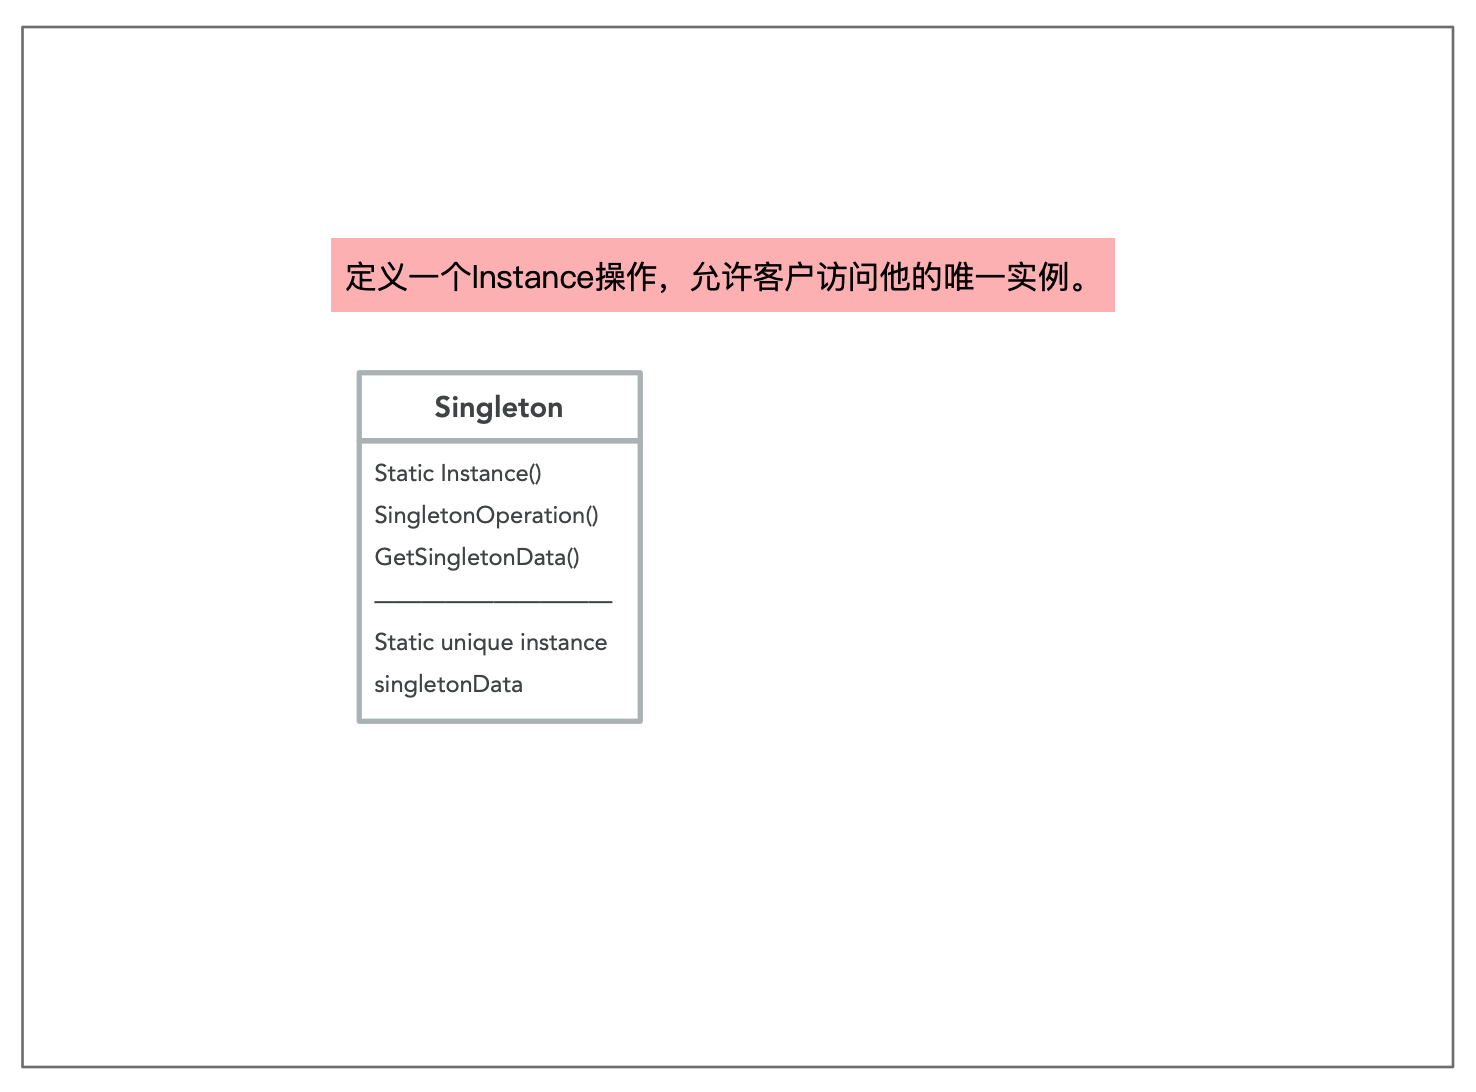 定义一个Instance操作，允许客户访问他的唯一实例。
Singleton
Static Instance()
SingletonOperation()
GetSingletonData()
Static unique instance
singletonData